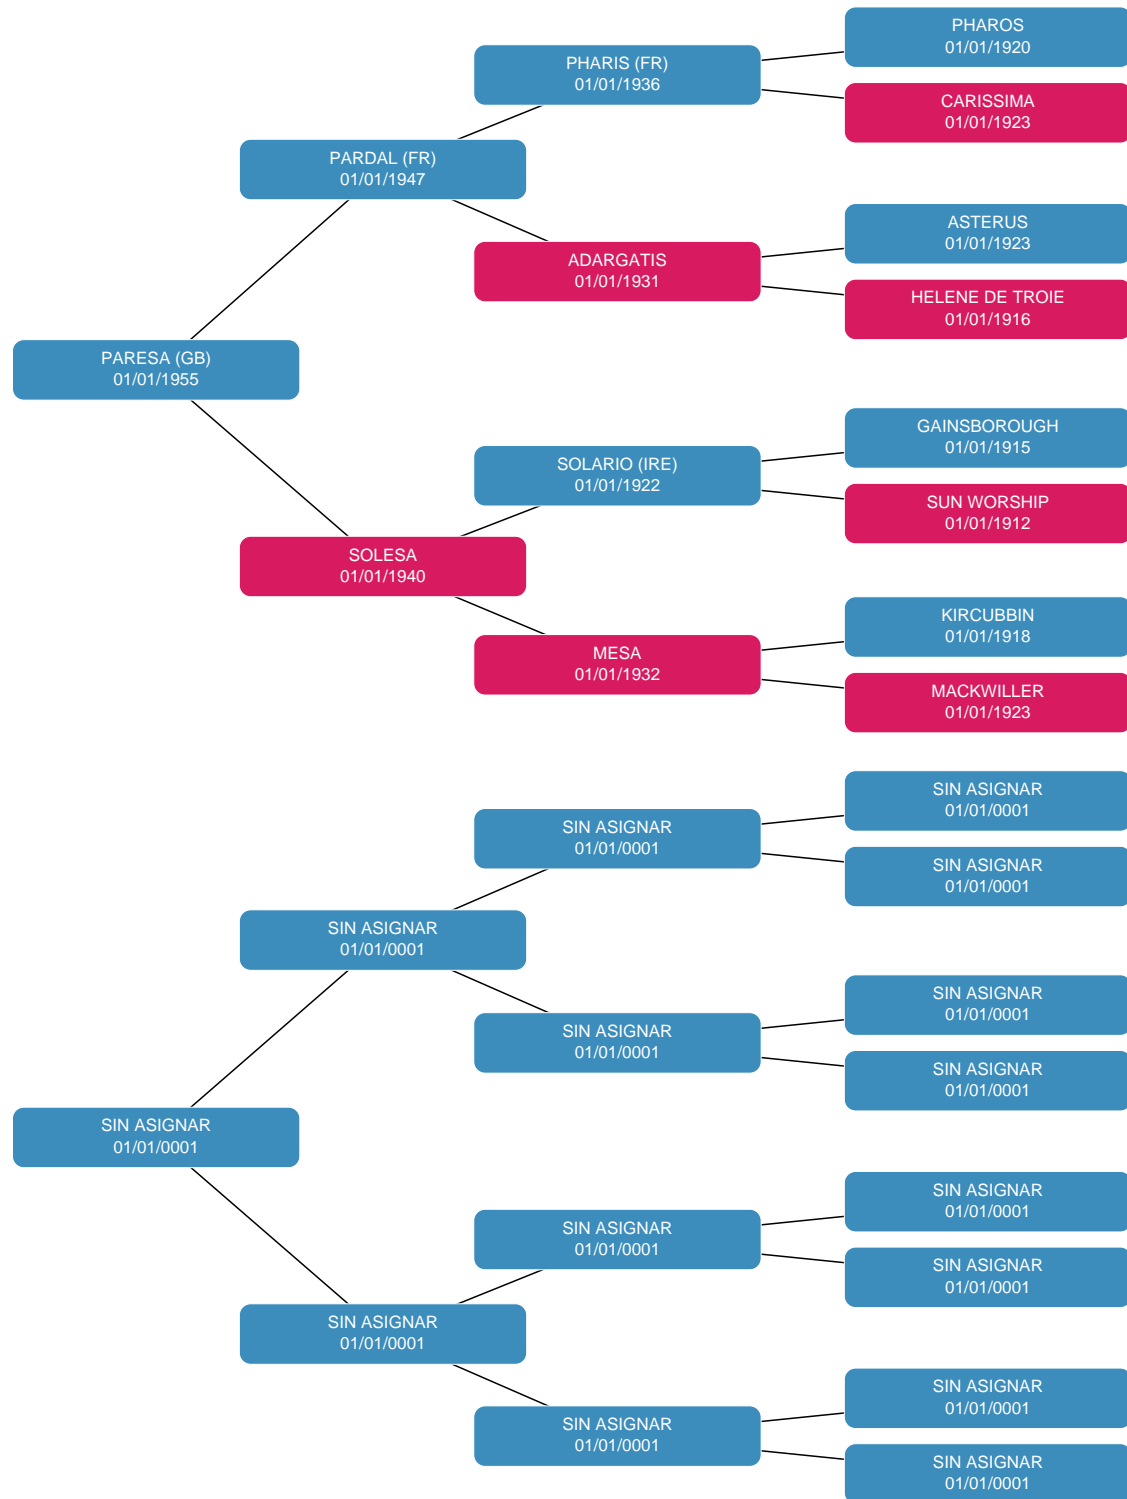 PHAROS
01/01/1920
PHARIS (FR)
01/01/1936
CARISSIMA
01/01/1923
PARDAL (FR)
01/01/1947
ASTERUS
01/01/1923
ADARGATIS
01/01/1931
HELENE DE TROIE
01/01/1916
PARESA (GB)
01/01/1955
GAINSBOROUGH
01/01/1915
SOLARIO (IRE)
01/01/1922
SUN WORSHIP
01/01/1912
SOLESA
01/01/1940
KIRCUBBIN
01/01/1918
MESA
01/01/1932
MACKWILLER
01/01/1923
SIN ASIGNAR
01/01/0001
SIN ASIGNAR
01/01/0001
SIN ASIGNAR
01/01/0001
SIN ASIGNAR
01/01/0001
SIN ASIGNAR
01/01/0001
SIN ASIGNAR
01/01/0001
SIN ASIGNAR
01/01/0001
SIN ASIGNAR
01/01/0001
SIN ASIGNAR
01/01/0001
SIN ASIGNAR
01/01/0001
SIN ASIGNAR
01/01/0001
SIN ASIGNAR
01/01/0001
SIN ASIGNAR
01/01/0001
SIN ASIGNAR
01/01/0001
SIN ASIGNAR
01/01/0001